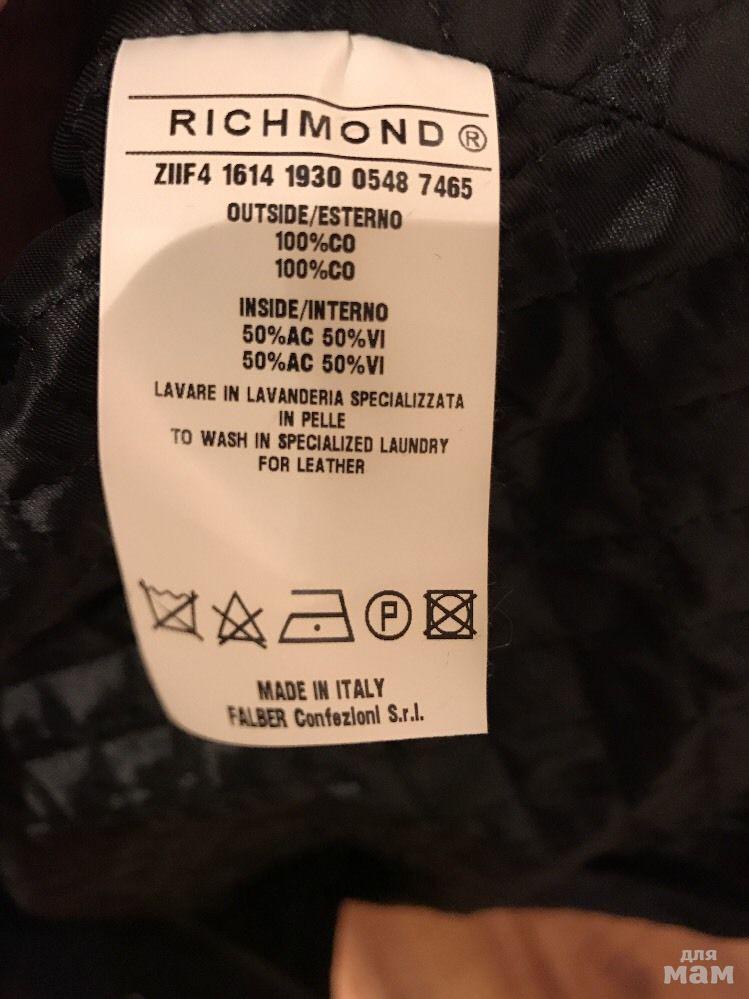 RICHMOND ®
ZIIF4 1614 1930 0548 7465
OUTSIDE/ESTERNO
100%CO
100%CO
INSIDE/INTERNO
50%AC 50%VI
50%AC 50%VI
LAVARE IN LAVANDERIA SPECIALIZZATA
IN PELLE
TO WASH IN SPECIALIZED LAUNDRY
FOR LEATHER
P
MADE IN ITALY
FALBER Confezioni S.r.l.
для
мам